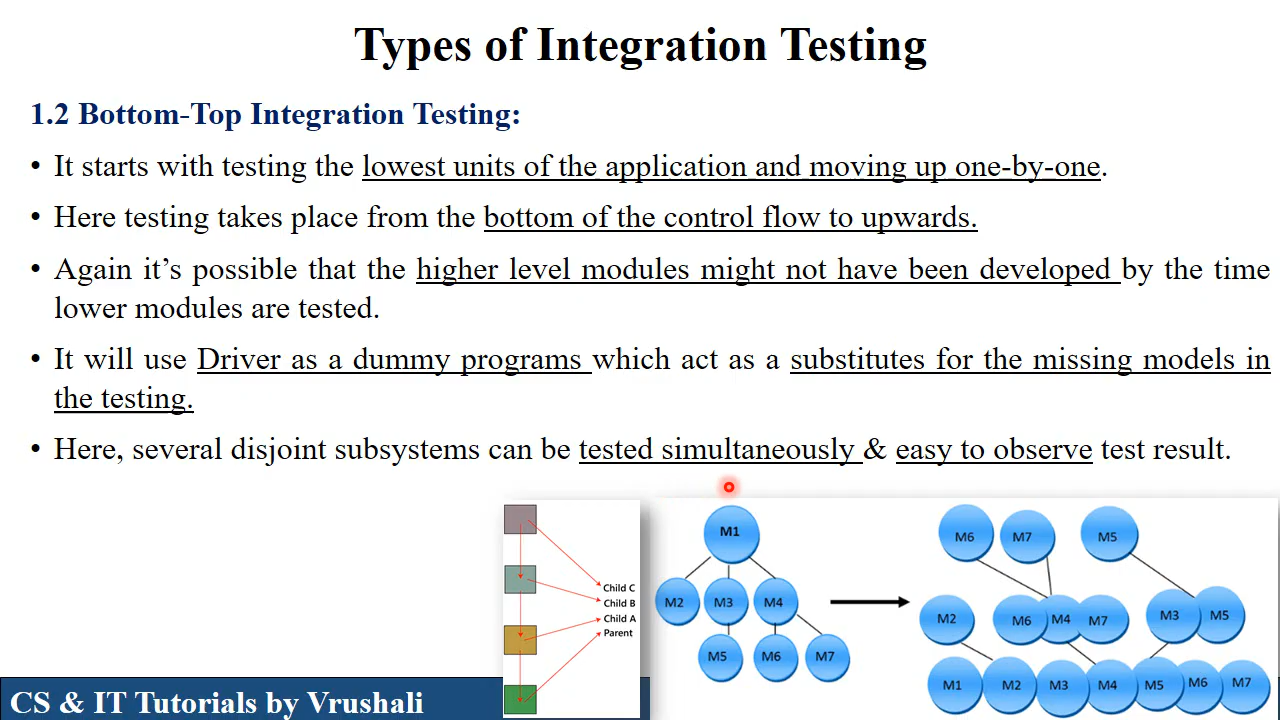 Types of Integration Testing
1.2 Bottom-Top Integration Testing:
• It starts with testing the lowest units of the application and moving up one-by-one.
• Here testing takes place from the bottom of the control flow to upwards.
• Again it’s possible that the higher level modules might not have been developed by the time
lower modules are tested.
• It will use Driver as a dummy programs which act as a substitutes for the missing models in
the testing.
• Here, several disjoint subsystems can be tested simultaneously & easy to observe test result.
Child C
Child B
Child A
Parent
M1
M2 M3 M4
M5 M6 M7
M6 M7 M5
M2 M6 M4 M7 M3 M5
M1 M2 M3 M4 M5 M6 M7
CS & IT Tutorials by Vrushali